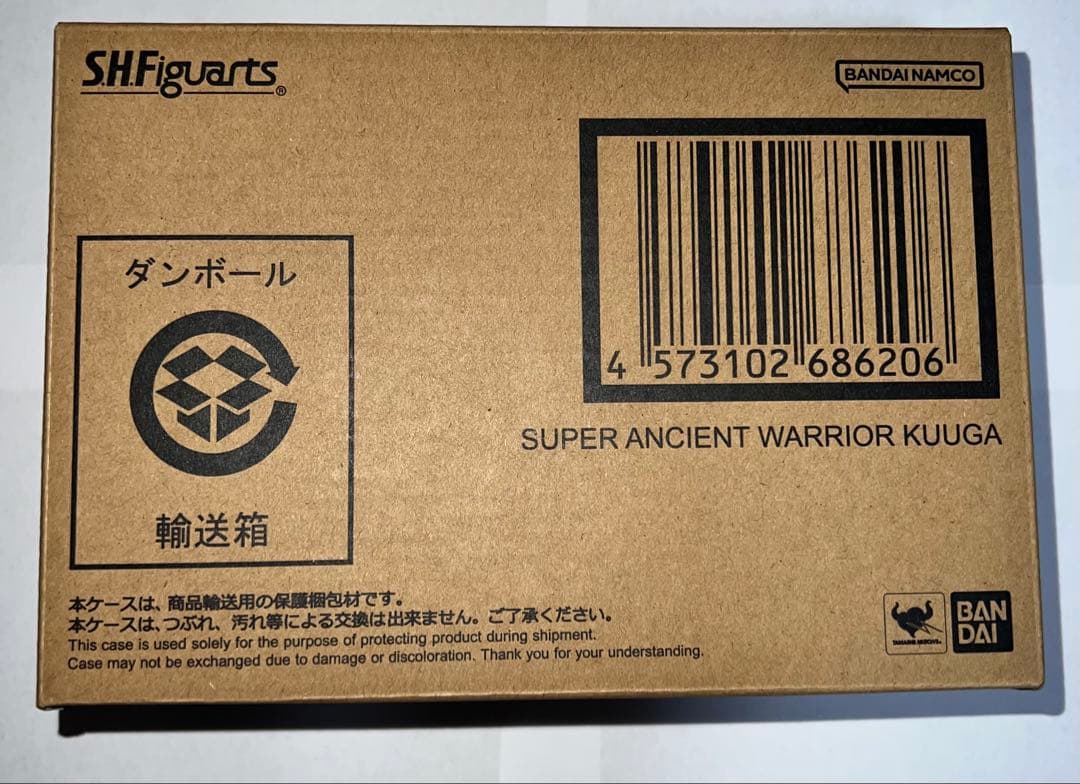 S.H.Figuarts®
BANDAI NAMCO
4 573102 686206
SUPER ANCIENT WARRIOR KUUGA
ダンボール
輸送箱
本ケースは、商品輸送用の保護梱包材です。
本ケースは、つぶれ、汚れ等による交換は出来ません。ご了承ください。
This case is used solely for the purpose of protecting product during shipment.
Case may not be exchanged due to damage or discoloration. Thank you for your understanding.
TAMASHII NATIONS
BAN
DAI